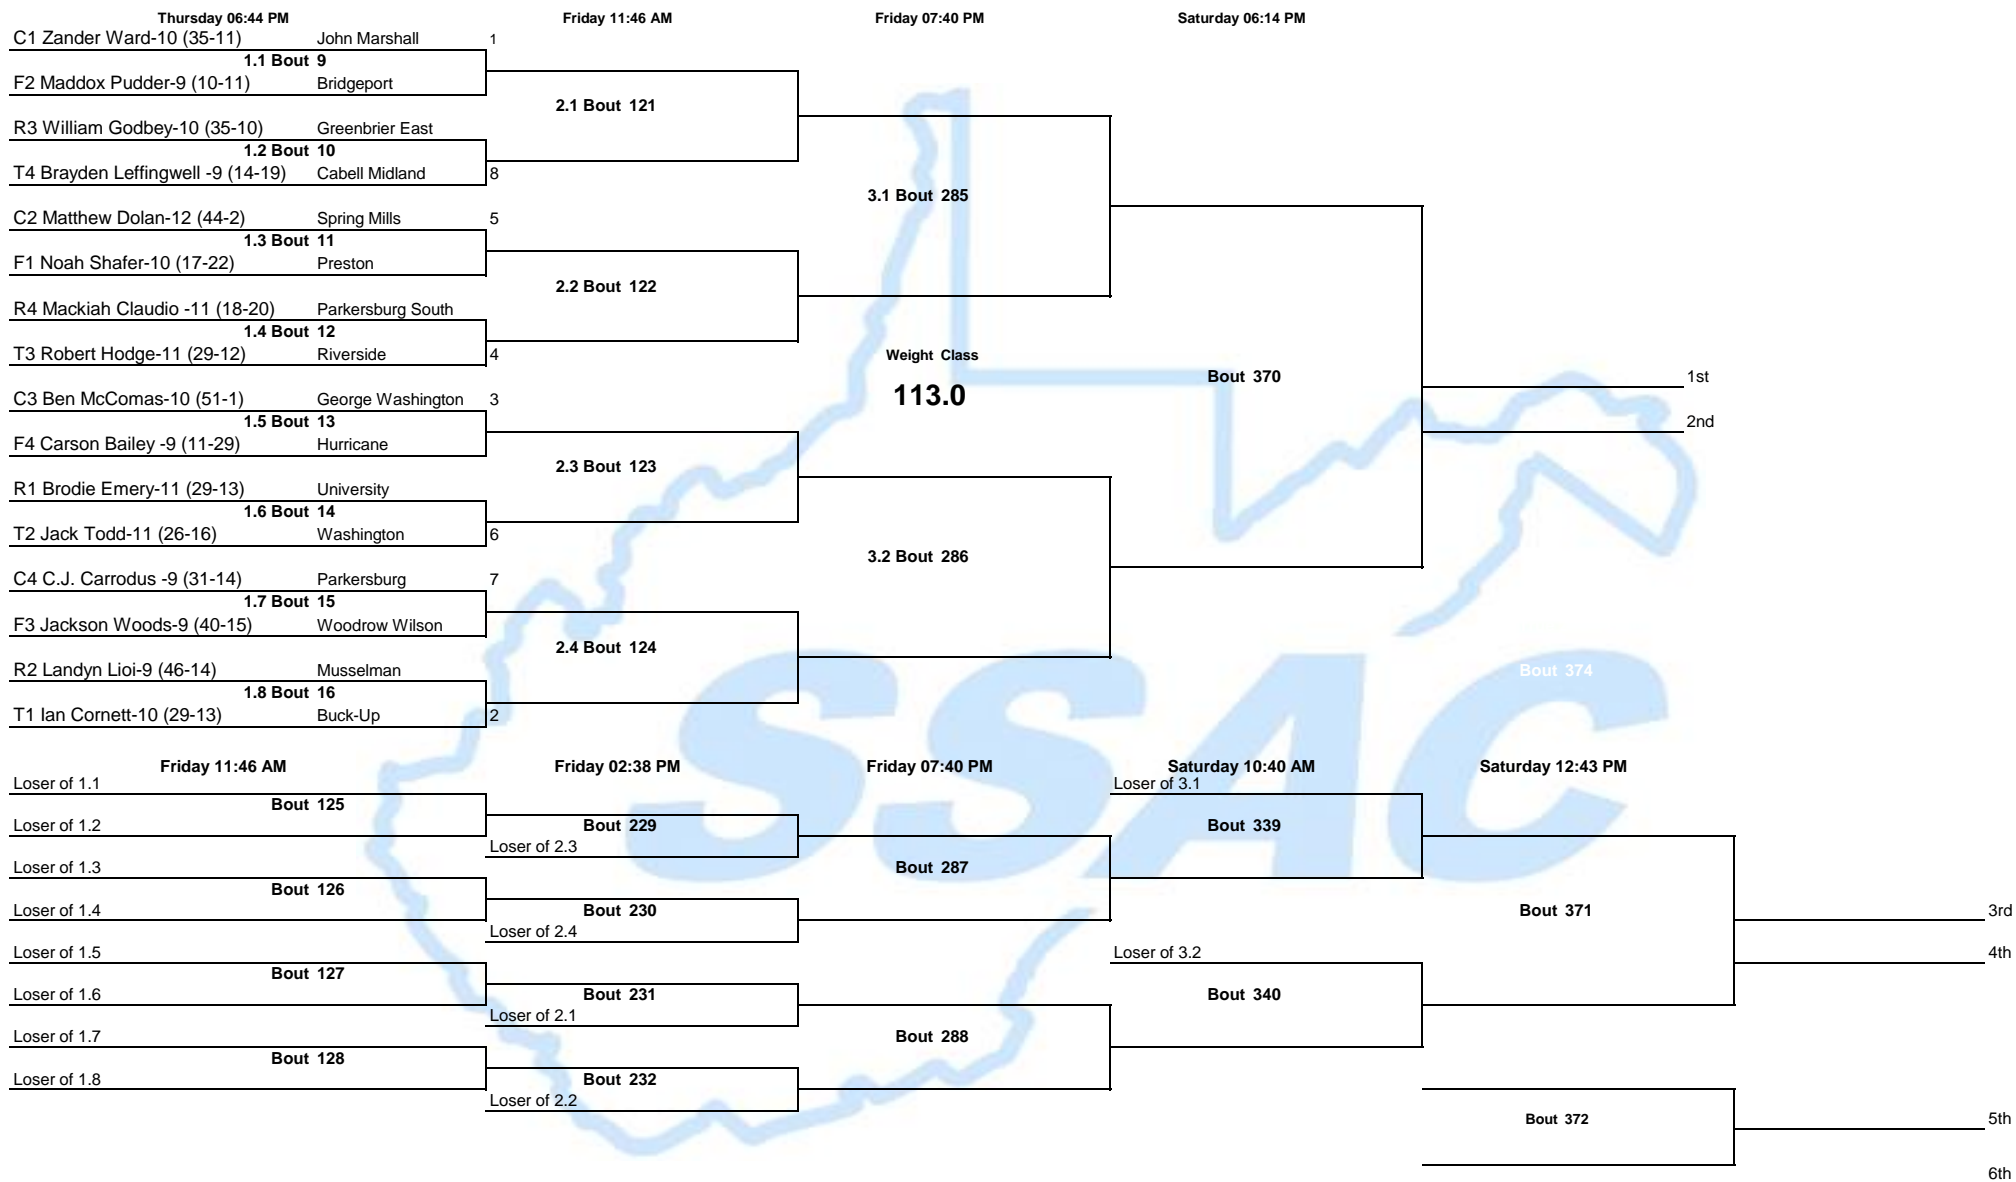 Thursday 06:44 PM Friday 11:46 AM Friday 07:40 PM Saturday 06:14 PM
C1 Zander Ward-10 (35-11) John Marshall 1
1.1 Bout 9
F2 Maddox Pudder-9 (10-11) Bridgeport
2.1 Bout 121
R3 William Godbey-10 (35-10) Greenbrier East
1.2 Bout 10
T4 Brayden Leffingwell -9 (14-19) Cabell Midland 8
3.1 Bout 285
C2 Matthew Dolan-12 (44-2) Spring Mills 5
1.3 Bout 11
F1 Noah Shafer-10 (17-22) Preston
2.2 Bout 122
R4 Mackiah Claudio -11 (18-20) Parkersburg South
1.4 Bout 12
T3 Robert Hodge-11 (29-12) Riverside 4
Weight Class
113.0
Bout 370
1st
2nd
C3 Ben McComas-10 (51-1) George Washington 3
1.5 Bout 13
F4 Carson Bailey -9 (11-29) Hurricane
2.3 Bout 123
R1 Brodie Emery-11 (29-13) University
1.6 Bout 14
T2 Jack Todd-11 (26-16) Washington 6
3.2 Bout 286
C4 C.J. Carrodus -9 (31-14) Parkersburg 7
1.7 Bout 15
F3 Jackson Woods-9 (40-15) Woodrow Wilson
2.4 Bout 124
R2 Landyn Lioi-9 (46-14) Musselman
1.8 Bout 16
T1 Ian Cornett-10 (29-13) Buck-Up 2
Bout 374
SSAC
Friday 11:46 AM Friday 02:38 PM Friday 07:40 PM Saturday 10:40 AM Saturday 12:43 PM
Loser of 1.1 Loser of 3.1
Bout 125
Loser of 1.2 Bout 229 Bout 339
Loser of 2.3
Loser of 1.3 Bout 287
Bout 126
Loser of 1.4 Bout 230 Bout 371 3rd
Loser of 2.4
Loser of 1.5 Loser of 3.2 4th
Bout 127
Loser of 1.6 Bout 231 Bout 340
Loser of 2.1
Loser of 1.7 Bout 288
Bout 128
Loser of 1.8 Bout 232
Loser of 2.2
Bout 372 5th
6th